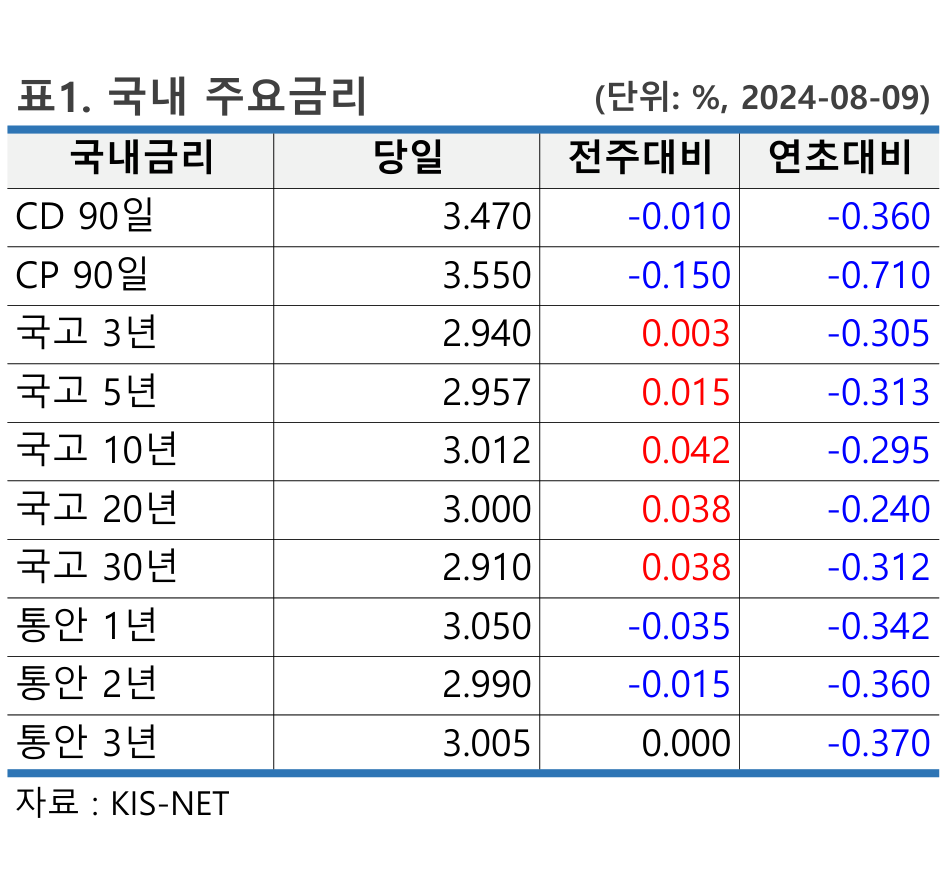 표1. 국내 주요금리 (단위: %, 2024-08-09)
국내금리 당일 전주대비 연초대비
CD 90일 3.470 -0.010 -0.360
CP 90일 3.550 -0.150 -0.710
국고 3년 2.940 0.003 -0.305
국고 5년 2.957 0.015 -0.313
국고 10년 3.012 0.042 -0.295
국고 20년 3.000 0.038 -0.240
국고 30년 2.910 0.038 -0.312
통안 1년 3.050 -0.035 -0.342
통안 2년 2.990 -0.015 -0.360
통안 3년 3.005 0.000 -0.370
자료 : KIS-NET